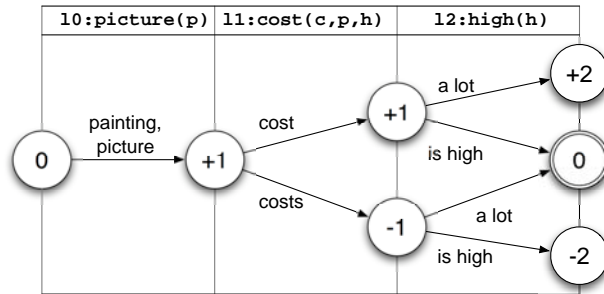 l0:picture(p) l1:cost(c,p,h) l2:high(h)
+2
a lot
painting,
picture
cost
+1
is high
0
+1
0
costs
-1
a lot
is high
-2